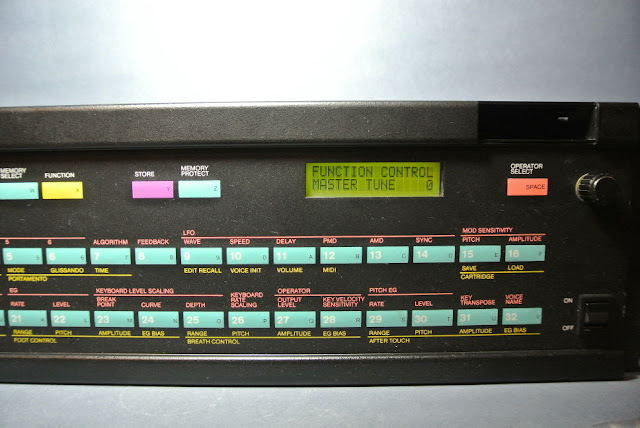 MEMORY SELECT
FUNCTION
STORE
MEMORY PROTECT
FUNCTION CONTROL
MASTER TUNE 0
OPERATOR SELECT
W X Y Z SPACE
LFO MOD SENSITIVITY
5 6 ALGORITHM FEEDBACK WAVE SPEED DELAY PMD AMD SYNC PITCH AMPLITUDE
5 6 7 8 9 10 11 12 13 14 15 16
MODE GLISSANDO TIME EDIT RECALL VOICE INIT VOLUME MIDI SAVE LOAD
PORTAMENTO CARTRIDGE
EG KEYBOARD LEVEL SCALING OPERATOR PITCH EG
RATE LEVEL BREAK POINT CURVE DEPTH KEYBOARD RATE SCALING OUTPUT LEVEL KEY VELOCITY SENSITIVITY RATE LEVEL KEY TRANSPOSE VOICE NAME
21 22 23 24 25 26 27 28 29 30 31 32
RANGE PITCH AMPLITUDE EG BIAS RANGE PITCH AMPLITUDE EG BIAS RANGE PITCH AMPLITUDE EG BIAS
FOOT CONTROL BREATH CONTROL AFTER TOUCH
ON
OFF